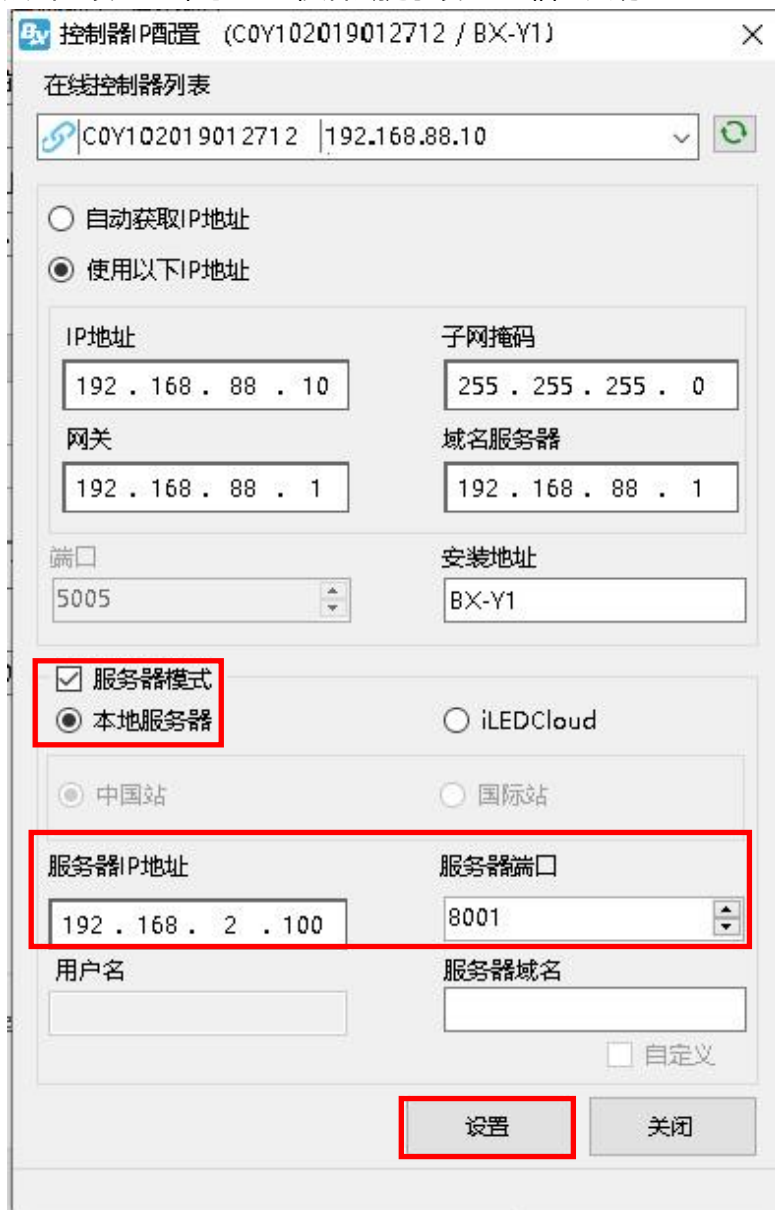 控制器IP配置 (C0Y102019012712 / BX-Y1)
在线控制器列表
C0Y102019012712 |192.168.88.10
自动获取IP地址
使用以下IP地址
IP地址 子网掩码
192 . 168 . 88 . 10 255 . 255 . 255 . 0
网关 域名服务器
192 . 168 . 88 . 1 192 . 168 . 88 . 1
端口 安装地址
5005 BX-Y1
服务器模式
本地服务器 iLEDCloud
中国站 国际站
服务器IP地址 服务器端口
192 . 168 . 2 . 100 8001
用户名 服务器域名
自定义
设置 关闭